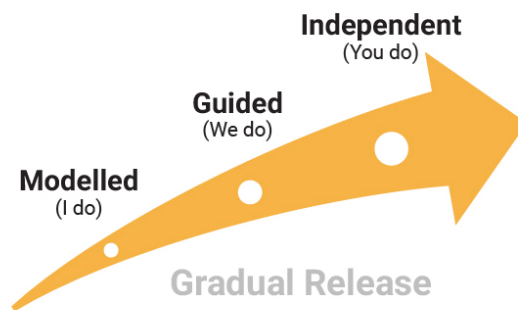 Independent
(You do)
Guided
(We do)
Modelled
(I do)
Gradual Release